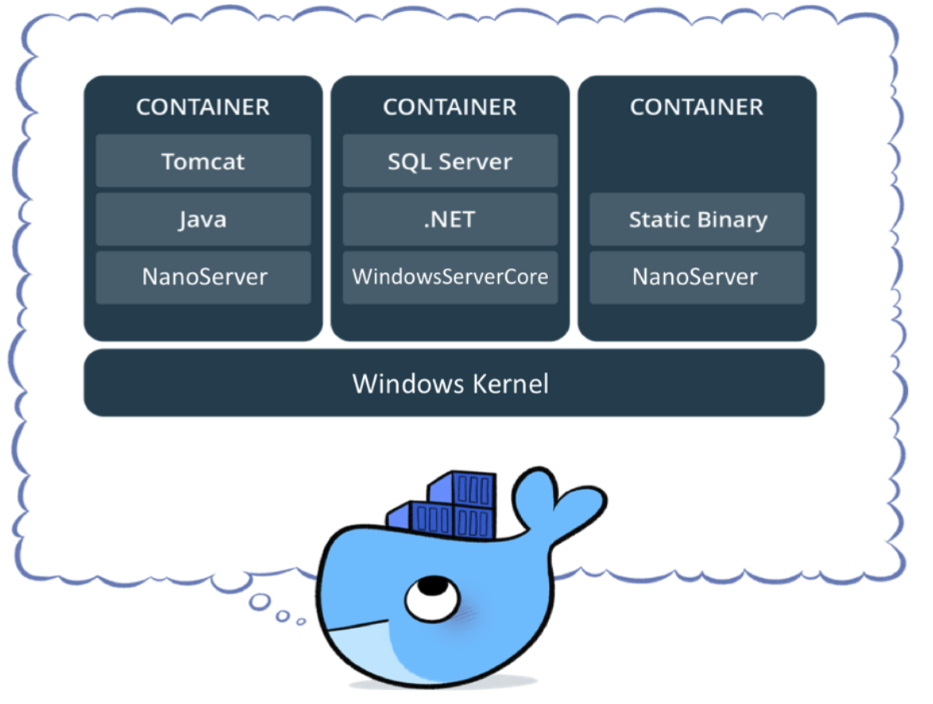 CONTAINER
Tomcat
Java
NanoServer
CONTAINER
SQL Server
.NET
WindowsServerCore
CONTAINER
Static Binary
NanoServer
Windows Kernel